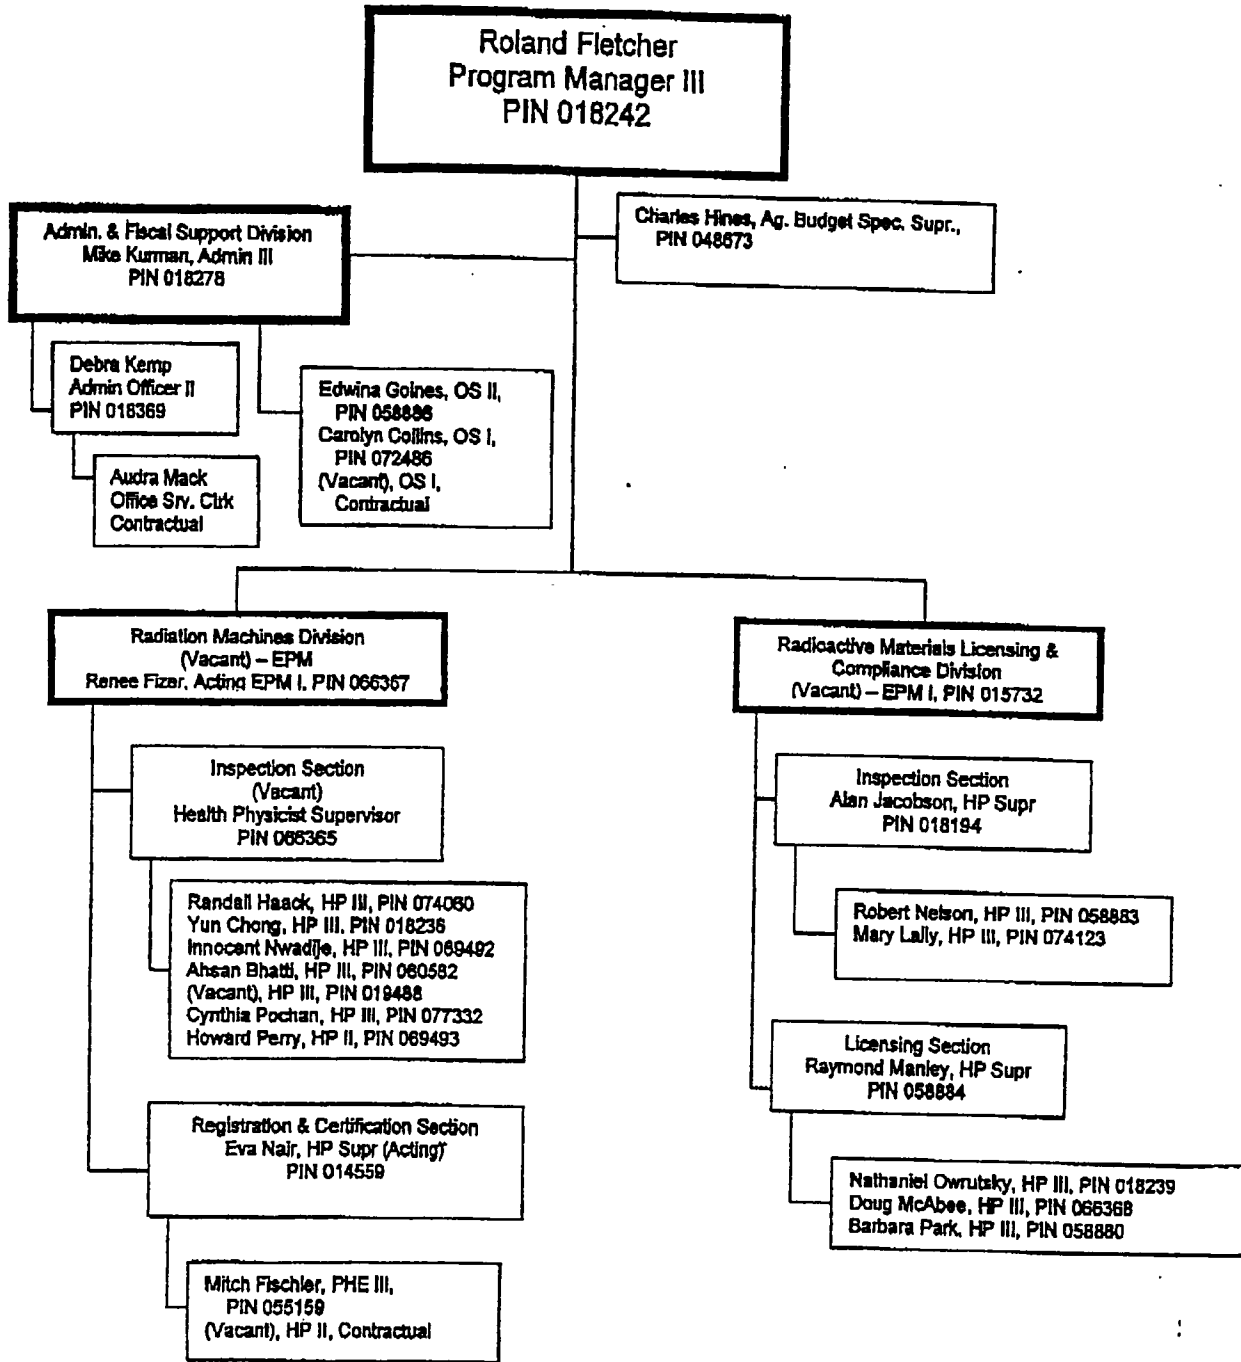 Roland Fletcher
Program Manager III
PIN 018242
Charles Hines, Ag. Budget Spec. Supr.,
PIN 048673
Admin. & Fiscal Support Division
Mike Kurman, Admin III
PIN 018278
Debra Kemp
Admin Officer II
PIN 018369
Audra Mack
Office Srv. Clrk
Contractual
Edwina Goines, OS II,
PIN 058886
Carolyn Collins, OS I,
PIN 072486
(Vacant), OS I,
Contractual
Radiation Machines Division
(Vacant) – EPM
Renee Fizer, Acting EPM I, PIN 066367
Inspection Section
(Vacant)
Health Physicist Supervisor
PIN 066365
Randall Haack, HP III, PIN 074060
Yun Chong, HP III, PIN 018236
Innocent Nwadije, HP III, PIN 069492
Ahsan Bhatti, HP III, PIN 060582
(Vacant), HP III, PIN 019488
Cynthia Pochan, HP III, PIN 077332
Howard Perry, HP II, PIN 069493
Registration & Certification Section
Eva Nair, HP Supr (Acting)
PIN 014559
Mitch Fischler, PHE III,
PIN 055159
(Vacant), HP II, Contractual
Radioactive Materials Licensing &
Compliance Division
(Vacant) – EPM I, PIN 015732
Inspection Section
Alan Jacobson, HP Supr
PIN 018194
Robert Nelson, HP III, PIN 058883
Mary Lally, HP III, PIN 074123
Licensing Section
Raymond Manley, HP Supr
PIN 058884
Nathaniel Owrutsky, HP III, PIN 018239
Doug McAbee, HP III, PIN 066368
Barbara Park, HP III, PIN 058880